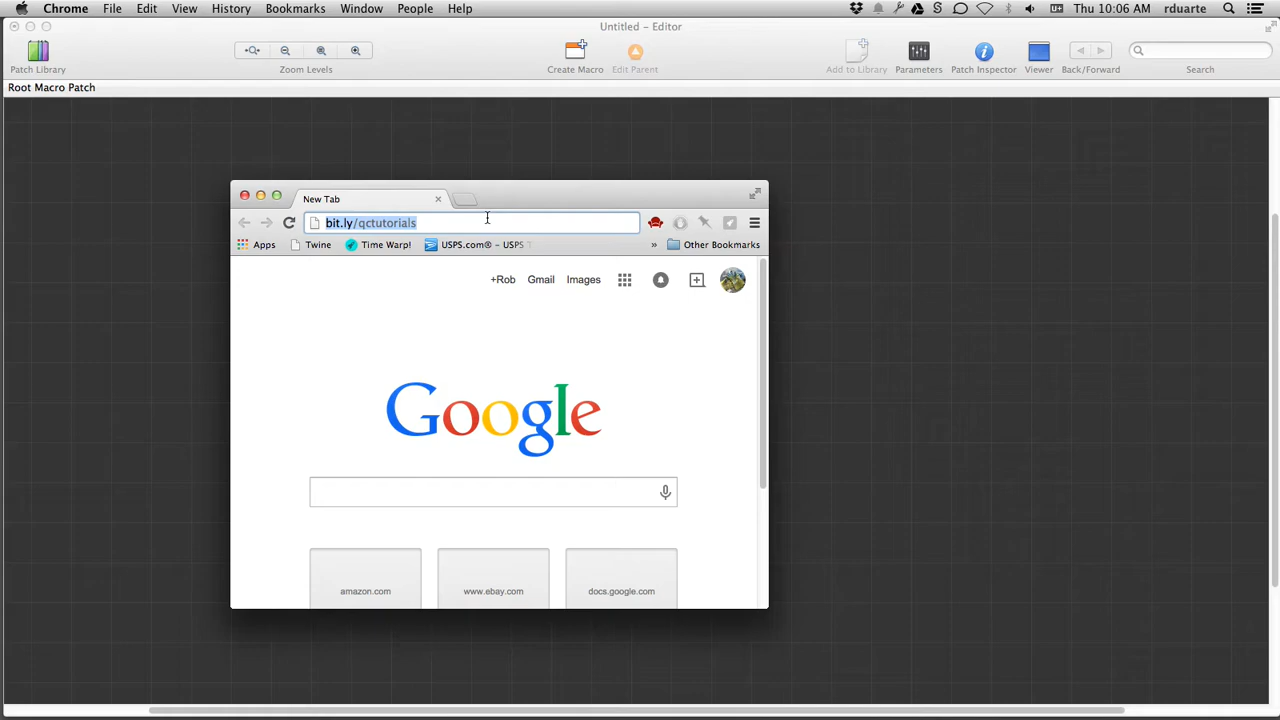 Chrome File Edit View History Bookmarks Window People Help Thu 10:06 AM rduarte
Untitled – Editor
Patch Library Zoom Levels Create Macro Edit Parent Add to Library Parameters Patch Inspector Viewer Back/Forward Search
Root Macro Patch
New Tab
bit.ly/qctutorials
Apps Twine Time Warp! USPS.com® – USPS T » Other Bookmarks
+Rob Gmail Images
Google
amazon.com www.ebay.com docs.google.com